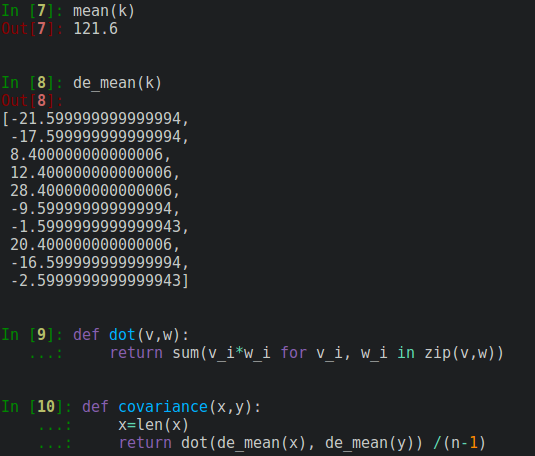 In [7]: mean(k)
Out[7]: 121.6
In [8]: de_mean(k)
Out[8]:
[-21.599999999999994,
-17.599999999999994,
8.400000000000006,
12.400000000000006,
28.400000000000006,
-9.599999999999994,
-1.5999999999999943,
20.400000000000006,
-16.599999999999994,
-2.5999999999999943]
In [9]: def dot(v,w):
...: return sum(v_i*w_i for v_i, w_i in zip(v,w))
In [10]: def covariance(x,y):
...: x=len(x)
...: return dot(de_mean(x), de_mean(y)) /(n-1)